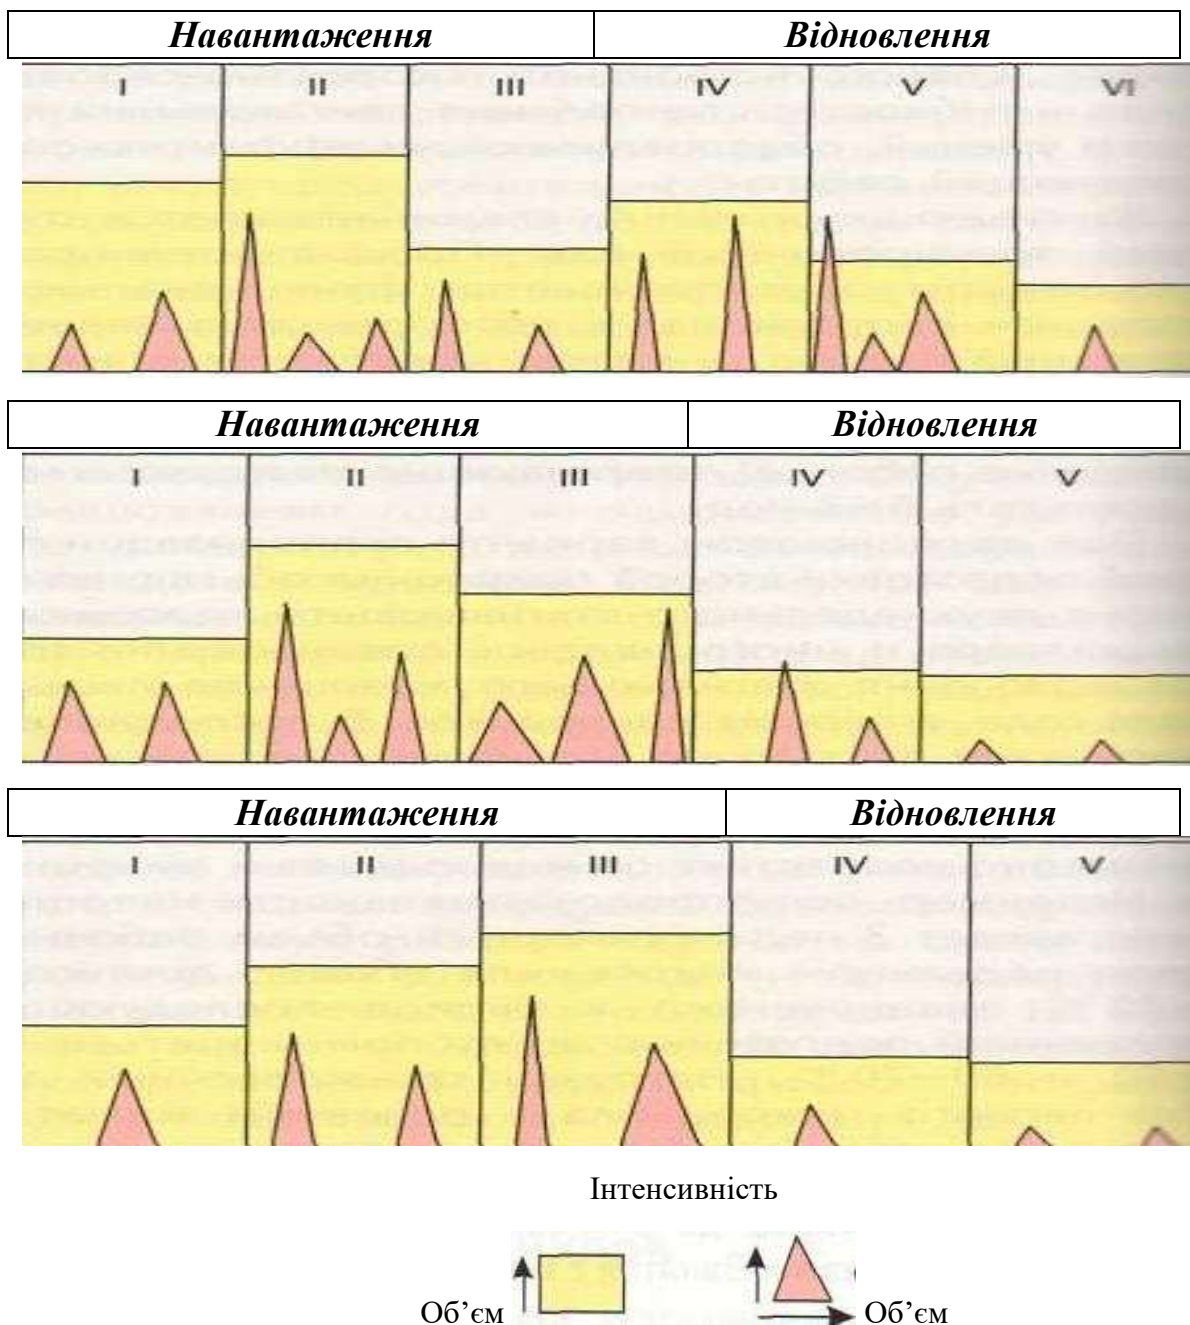 Навантаження Відновлення
I II III IV V VI
Навантаження Відновлення
I II III IV V
Навантаження Відновлення
I II III IV V
Інтенсивність
Об’єм Об’єм